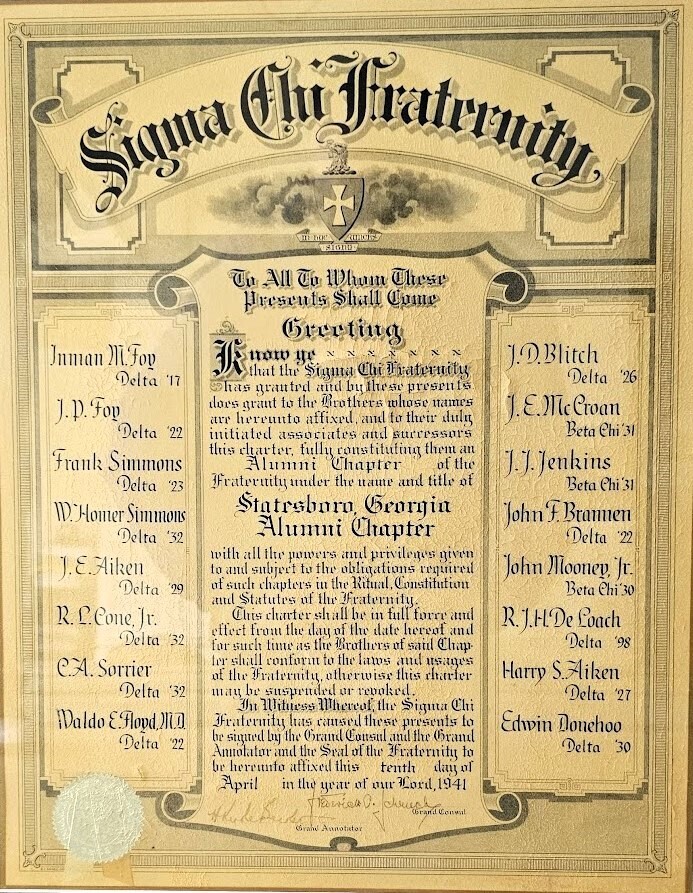 Sigma Chi Fraternity
IN HOC
VINCES
SIGNO
To All To Whom These
Presents Shall Come
Greeting
Know ye x x x x x x x
that the Sigma Chi Fraternity
has granted and by these presents
does grant to the Brothers whose names
are hereunto affixed, and to their duly
initiated associates and successors
this charter, fully constituting them an
Alumni Chapter of the
Fraternity under the name and title of
Statesboro, Georgia
Alumni Chapter
with all the powers and privileges given
to and subject to the obligations required
of such chapters in the Ritual, Constitution
and Statutes of the Fraternity.
This charter shall be in full force and
effect from the day of the date hereof and
for such time as the Brothers of said Chap-
ter shall conform to the laws and usages
of the Fraternity, otherwise this charter
may be suspended or revoked.
In Witness Whereof, the Sigma Chi
Fraternity has caused these presents to
be signed by the Grand Consul and the Grand
Annotator and the Seal of the Fraternity to
be hereunto affixed this tenth day of
April in the year of our Lord, 1941
Grand Consul
Grand Annotator
Inman M. Foy
Delta '17
J. P. Foy
Delta '22
Frank Simmons
Delta '23
W. Homer Simmons
Delta '32
J. E. Aiken
Delta '29
R. L. Cone, Jr.
Delta '32
C. A. Sorrier
Delta '32
Waldo E. Floyd, M.D.
Delta '22
J. D. Blitch
Delta '26
J. E. McCroan
Beta Chi '31
J. J. Jenkins
Beta Chi '31
John F. Brannen
Delta '22
John Mooney, Jr.
Beta Chi '30
R. J. H. De Loach
Delta '98
Harry S. Aiken
Delta '27
Edwin Donehoo
Delta '30